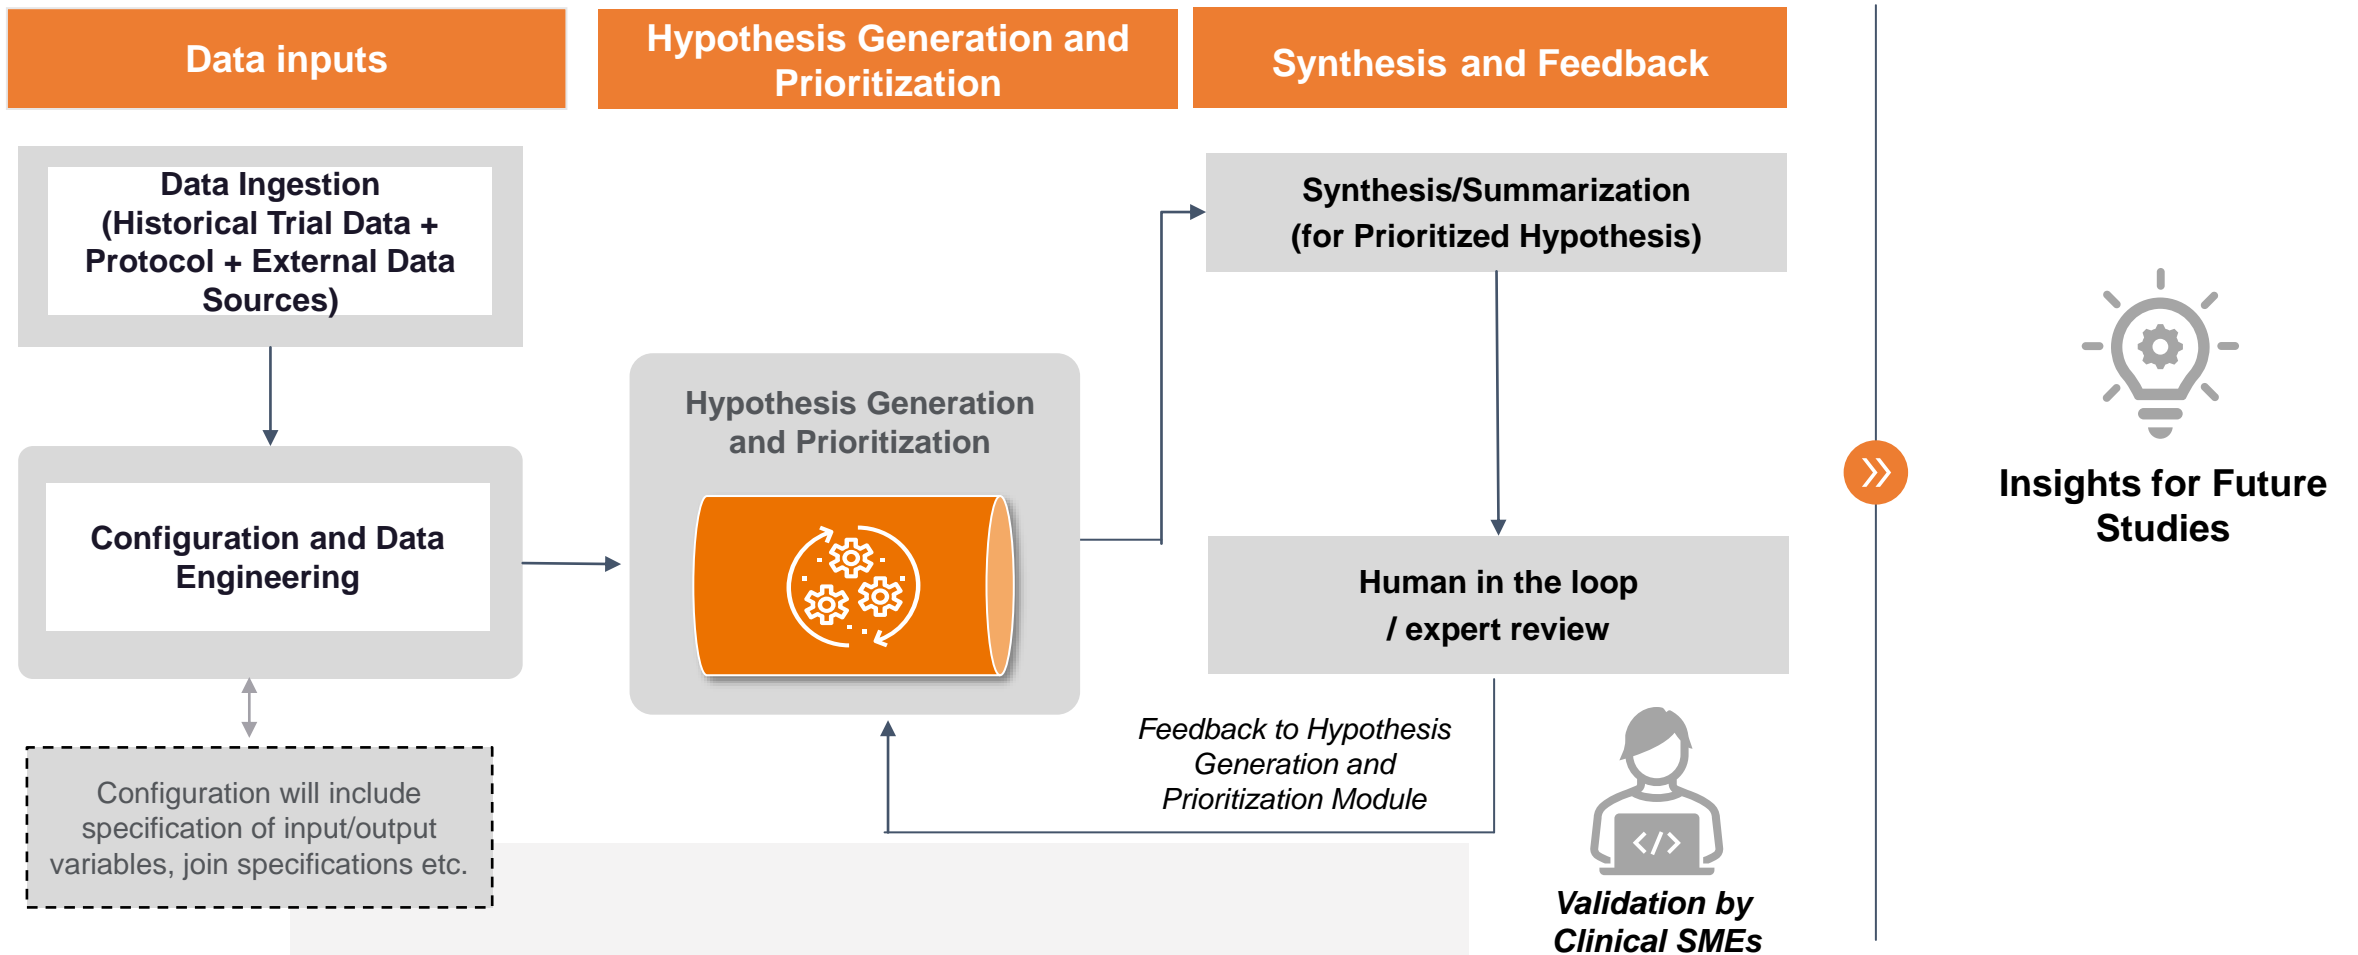 Data inputs
Hypothesis Generation and
Prioritization
Synthesis and Feedback
Data Ingestion
(Historical Trial Data +
Protocol + External Data
Sources)
Configuration and Data
Engineering
Configuration will include
specification of input/output
variables, join specifications etc.
Hypothesis Generation
and Prioritization
Synthesis/Summarization
(for Prioritized Hypothesis)
Human in the loop
/ expert review
Feedback to Hypothesis
Generation and
Prioritization Module
</>
Validation by
Clinical SMEs
Insights for Future
Studies